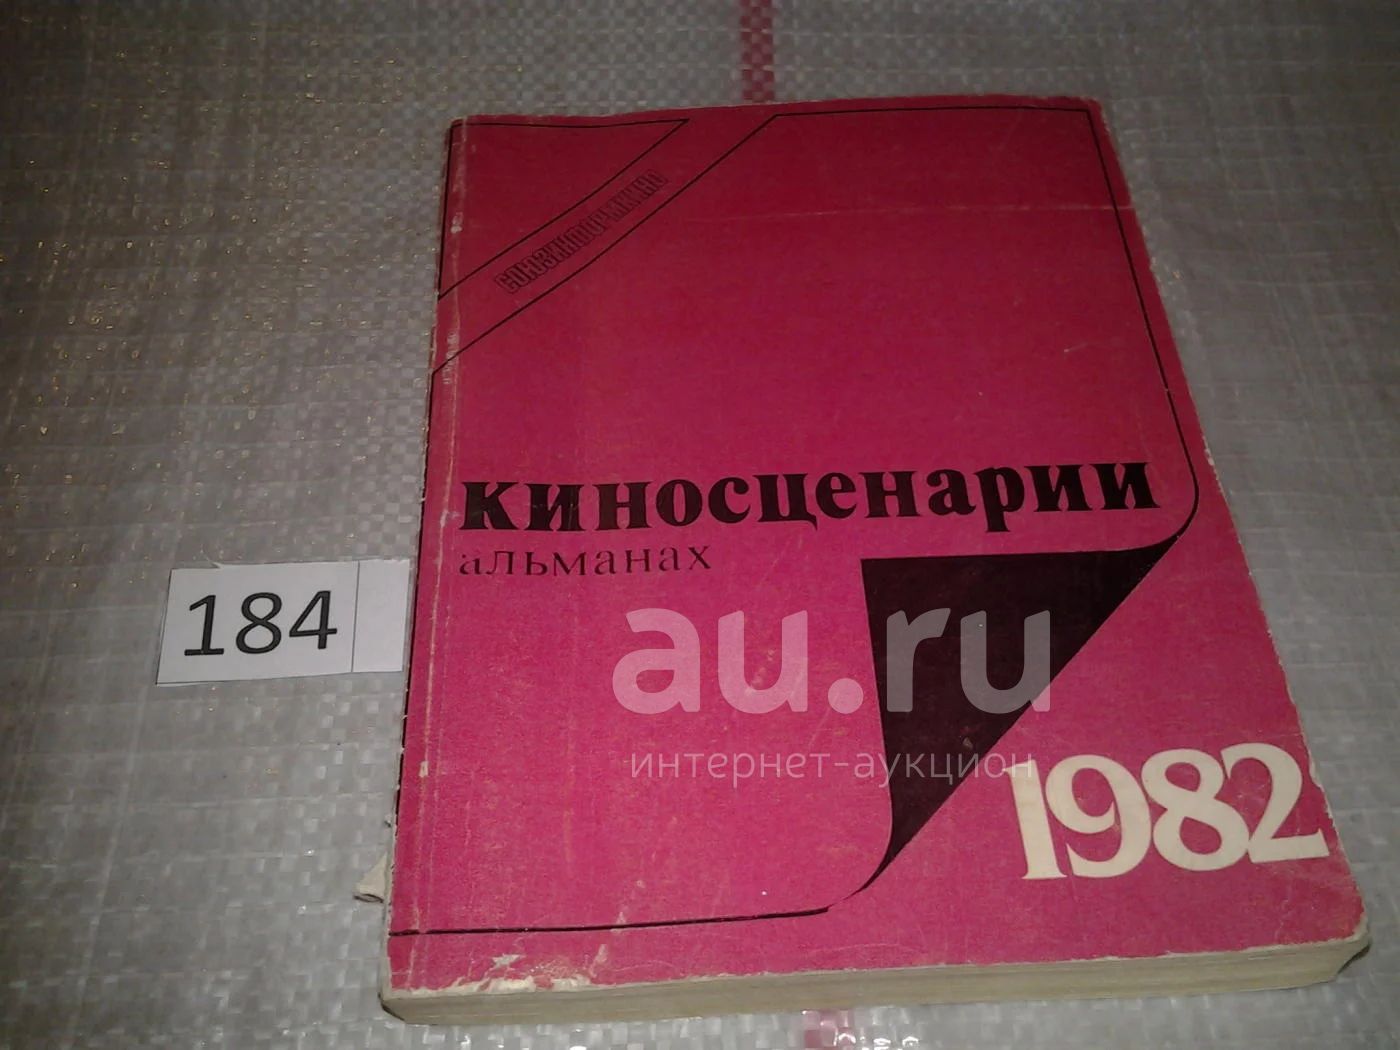 СОЮЗИНФОРМКИНО
киносценарии
альманах
184
au.ru
интернет-аукцион
1982